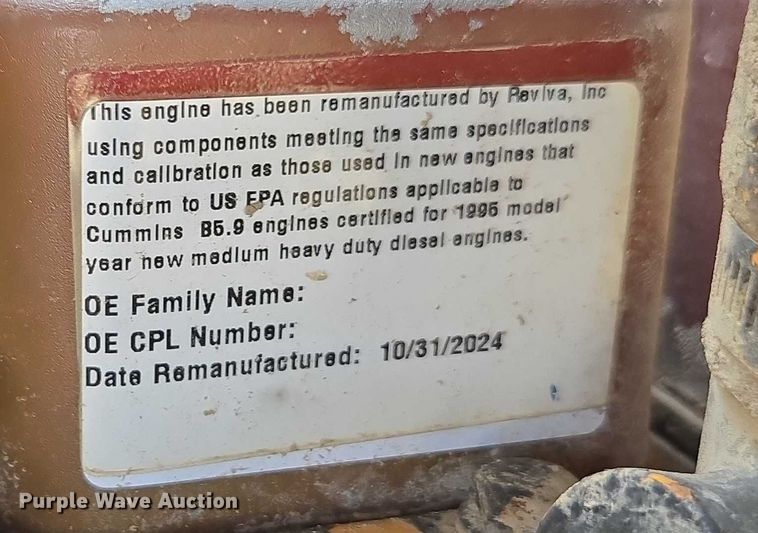 This engine has been remanufactured by Reviva, Inc
using components meeting the same specifications
and calibration as those used in new engines that
conform to US EPA regulations applicable to
Cummins B5.9 engines certified for 1995 model
year new medium heavy duty diesel engines.
OE Family Name:
OE CPL Number:
Date Remanufactured: 10/31/2024
Purple Wave Auction